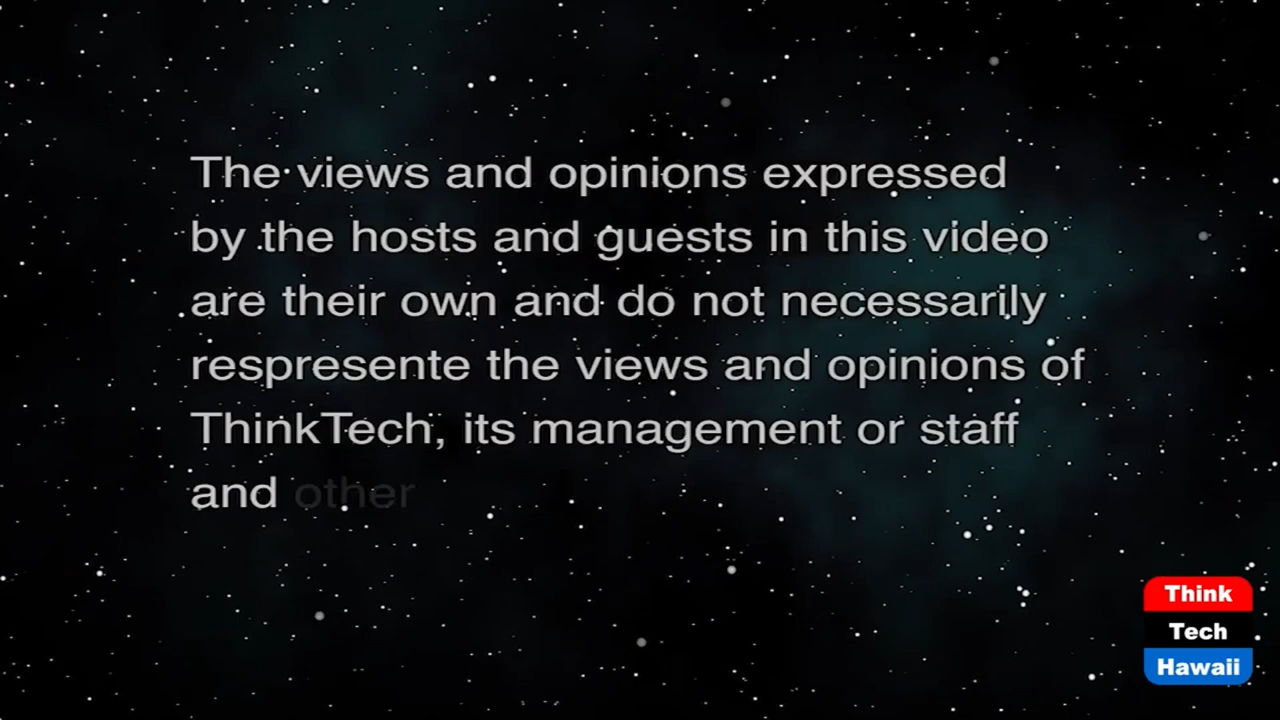 The views and opinions expressed
by the hosts and guests in this video
are their own and do not necessarily
respresente the views and opinions of
ThinkTech, its management or staff
and other
Think
Tech
Hawaii